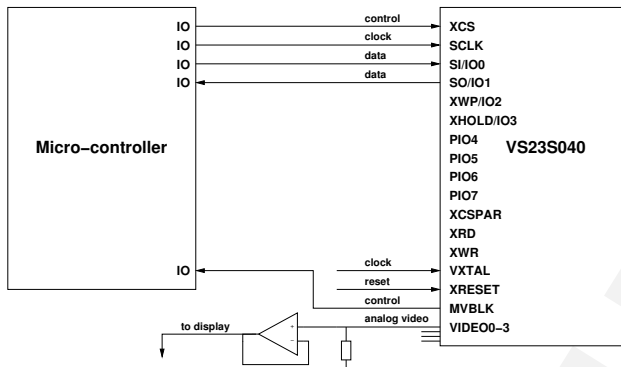 IO control XCS
IO clock SCLK
IO data SI/IO0
IO data SO/IO1
XWP/IO2
XHOLD/IO3
PIO4
Micro-controller PIO5 VS23S040
PIO6
PIO7
XCSPAR
XRD
XWR
IO clock VXTAL
reset XRESET
control MVBLK
to display + analog video VIDEO0-3
-